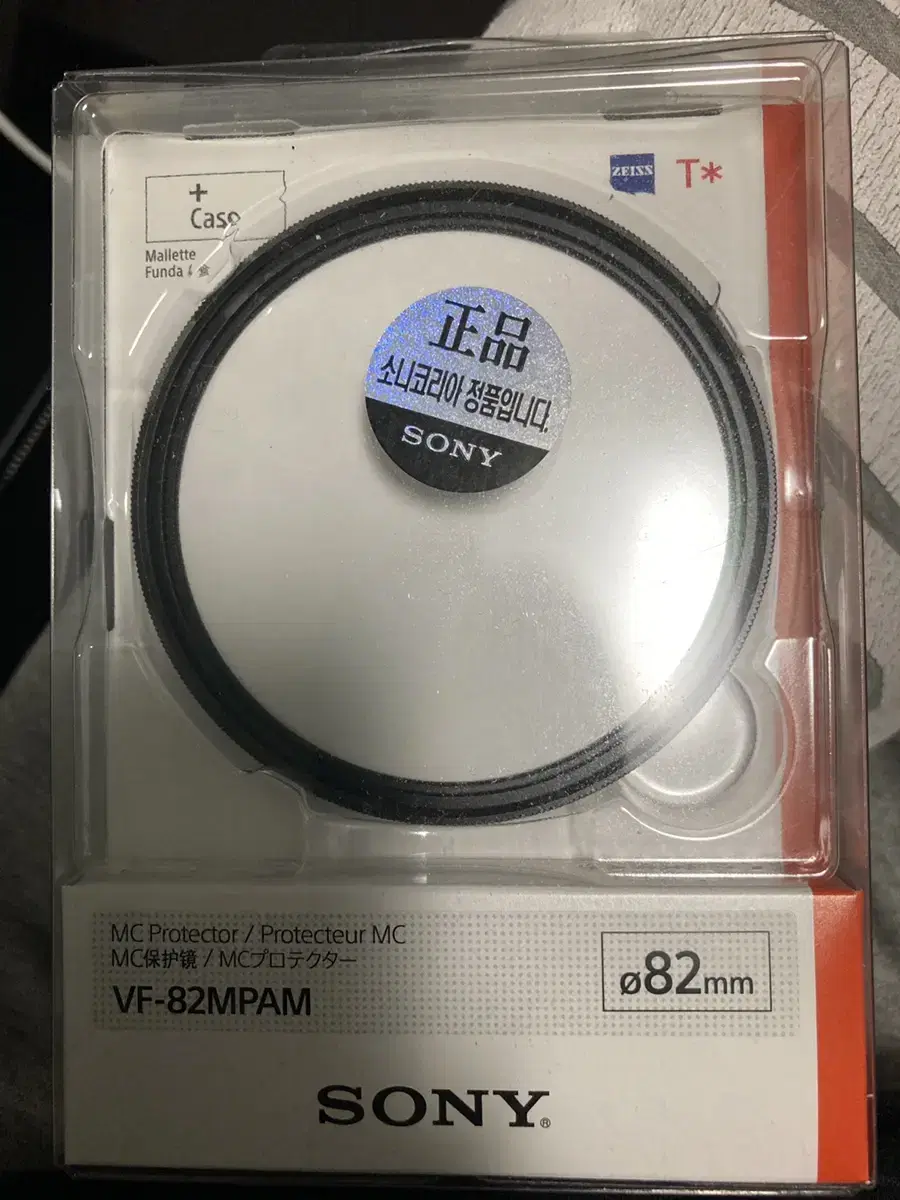 ZEISS T*
+
Case
Mallette
Funda
正品
소니코리아 정품입니다.
SONY
MC Protector / Protecteur MC
MC保护镜 / MCプロテクター
VF-82MPAM
ø82mm
SONY®